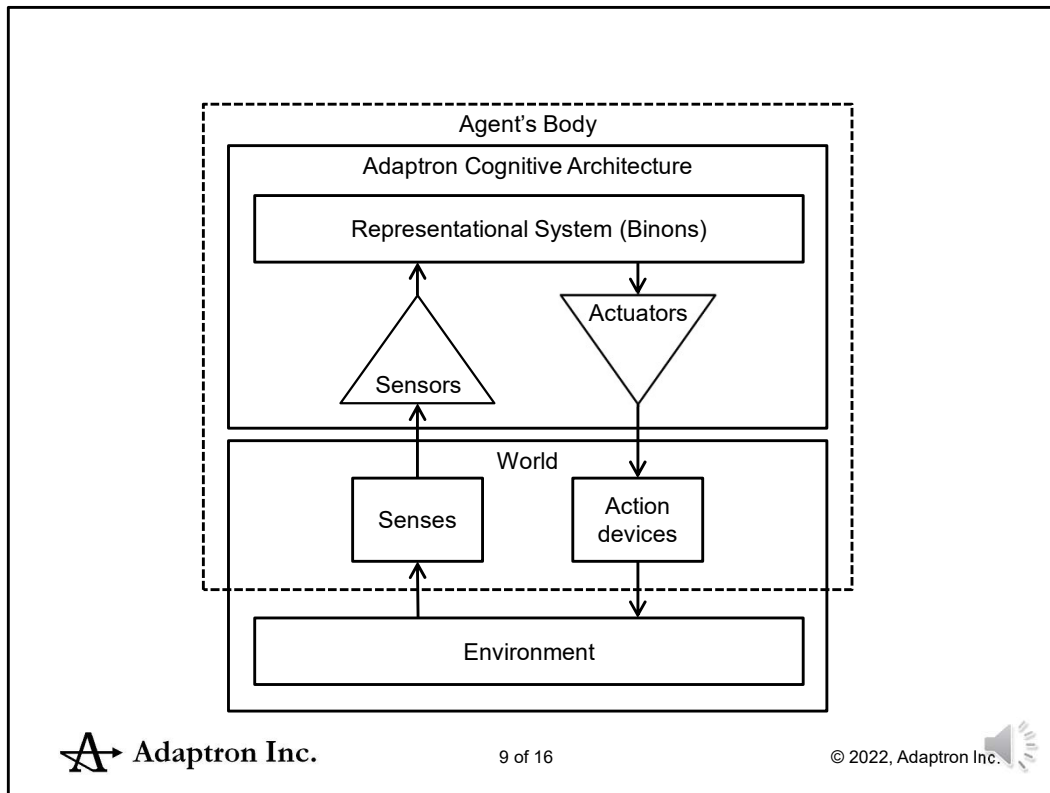 Agent's Body
Adaptron Cognitive Architecture
Representational System (Binons)
Sensors
Actuators
World
Senses
Action
devices
Environment
Adaptron Inc.
9 of 16
© 2022, Adaptron Inc.